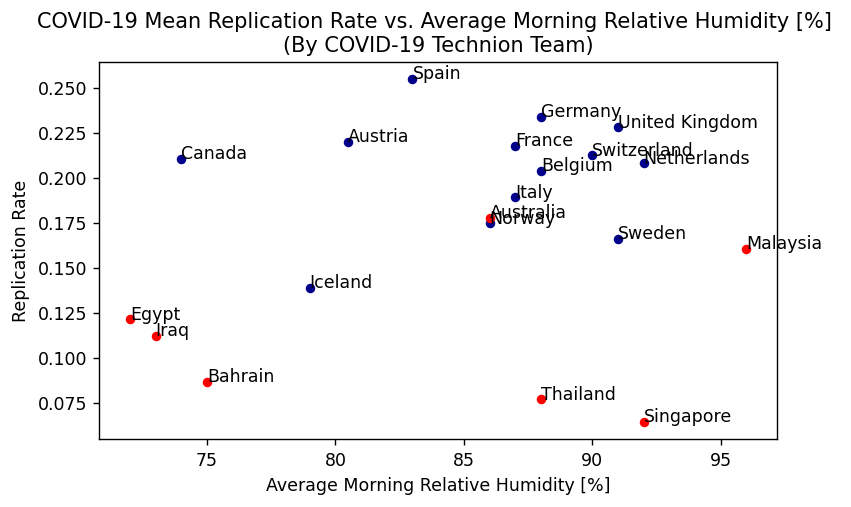 COVID-19 Mean Replication Rate vs. Average Morning Relative Humidity [%]
(By COVID-19 Technion Team)
Replication Rate
0.250
0.225
0.200
0.175
0.150
0.125
0.100
0.075
Spain
Germany
United Kingdom
Austria
France
Canada
Switzerland
Netherlands
Belgium
Italy
Australia
Norway
Sweden
Malaysia
Iceland
Egypt
Iraq
Bahrain
Thailand
Singapore
75
80
85
90
95
Average Morning Relative Humidity [%]